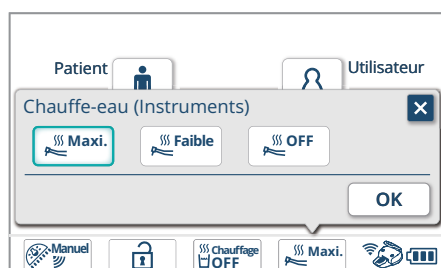 Patient
Utilisateur
Chauffe-eau (Instruments)
Maxi.
Faible
OFF
OK
Manuel
Chauffage
OFF
Maxi.